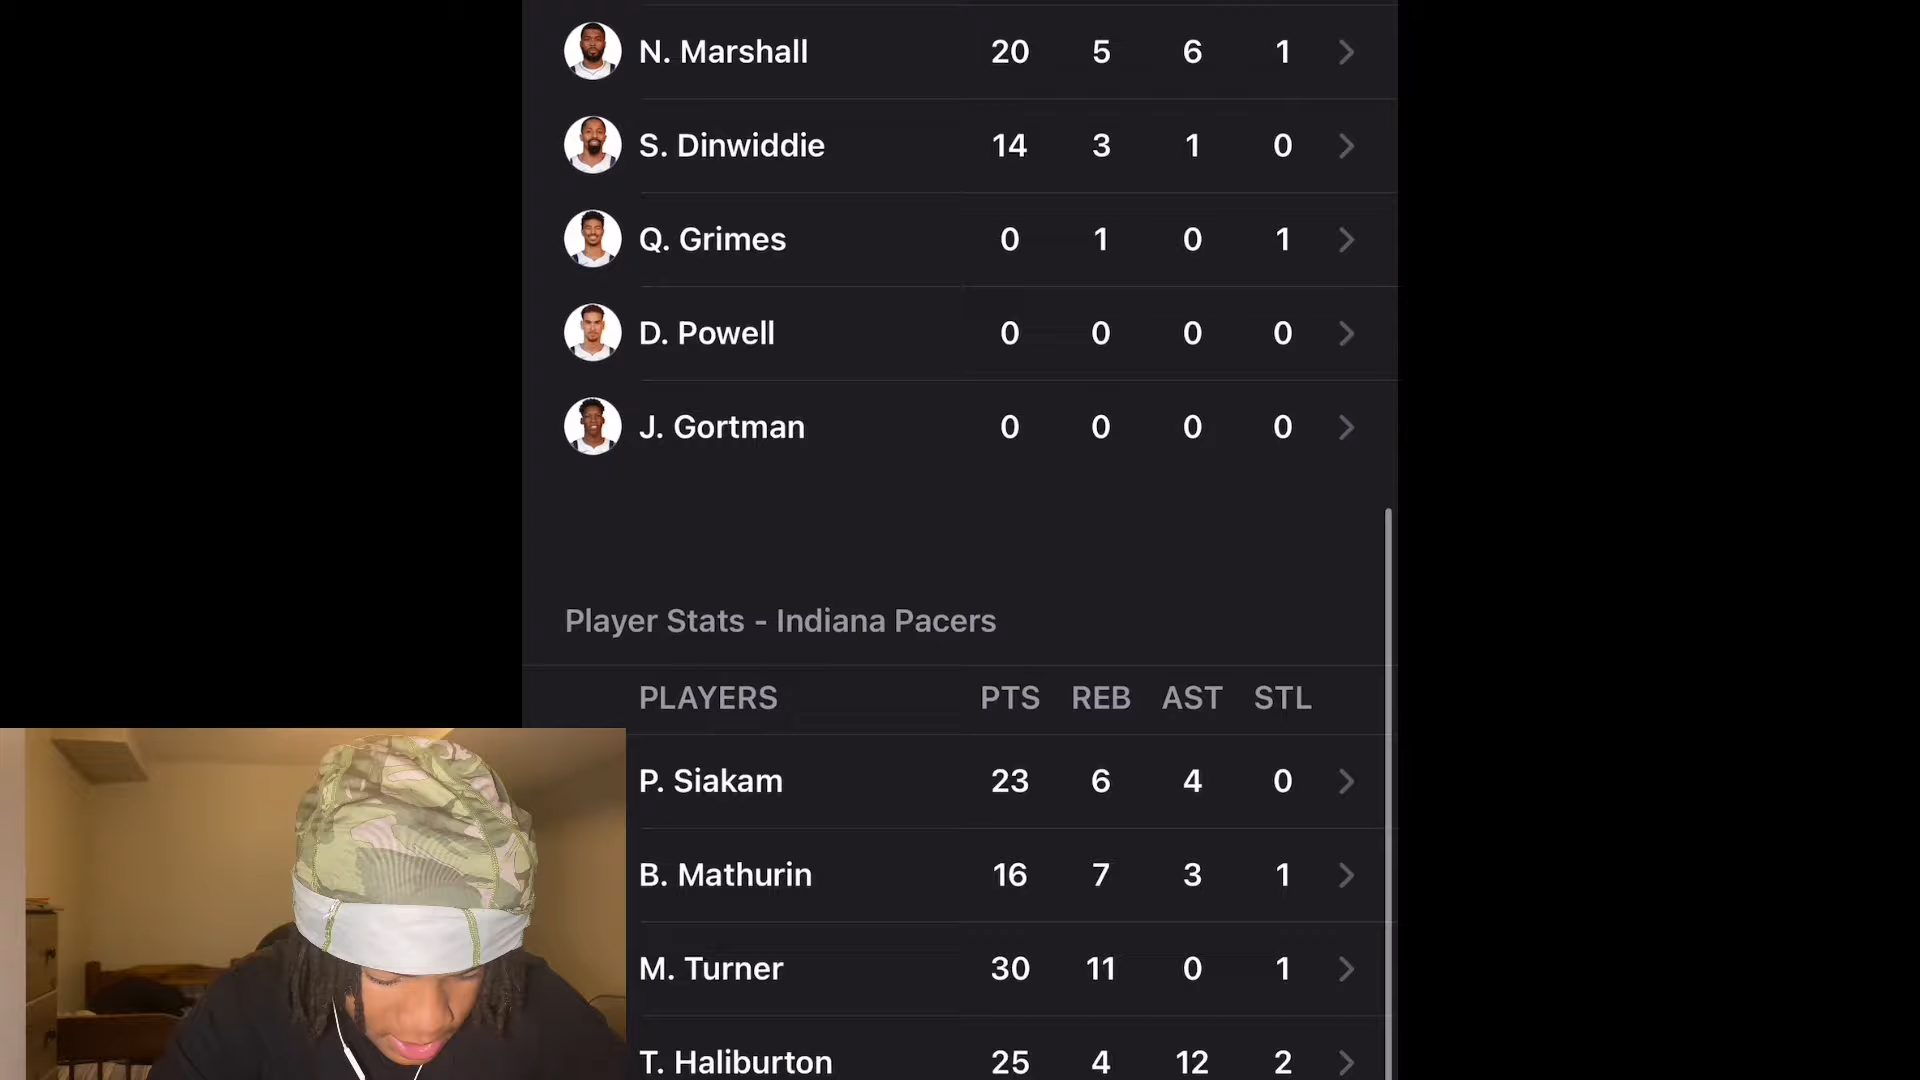 N. Marshall 20 5 6 1
S. Dinwiddie 14 3 1 0
Q. Grimes 0 1 0 1
D. Powell 0 0 0 0
J. Gortman 0 0 0 0
Player Stats - Indiana Pacers
PLAYERS PTS REB AST STL
P. Siakam 23 6 4 0
B. Mathurin 16 7 3 1
M. Turner 30 11 0 1
T. Haliburton 25 4 12 2